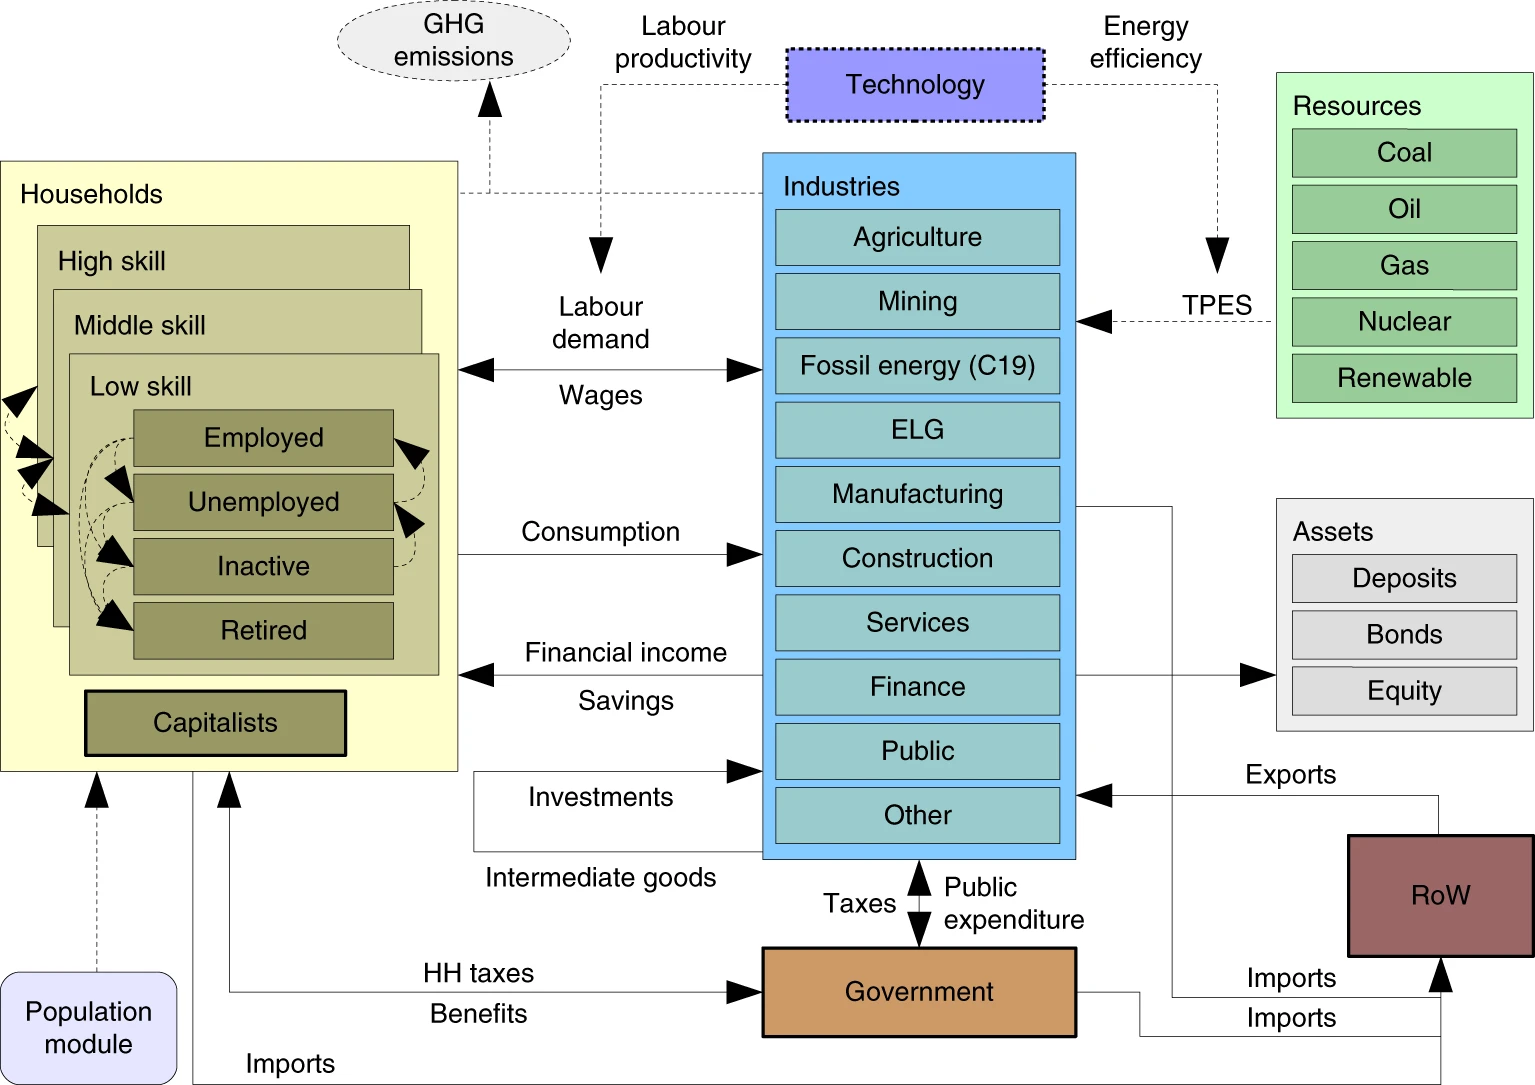 GHG
emissions
Labour
productivity
Technology
Energy
efficiency
Resources
Coal
Oil
Gas
Nuclear
Renewable
Households
High skill
Middle skill
Low skill
Employed
Unemployed
Inactive
Retired
Capitalists
Labour
demand
Wages
Consumption
Financial income
Savings
Investments
Intermediate goods
Industries
Agriculture
Mining
Fossil energy (C19)
ELG
Manufacturing
Construction
Services
Finance
Public
Other
TPES
Assets
Deposits
Bonds
Equity
Exports
RoW
Taxes
Public
expenditure
Government
HH taxes
Benefits
Imports
Imports
Population
module
Imports